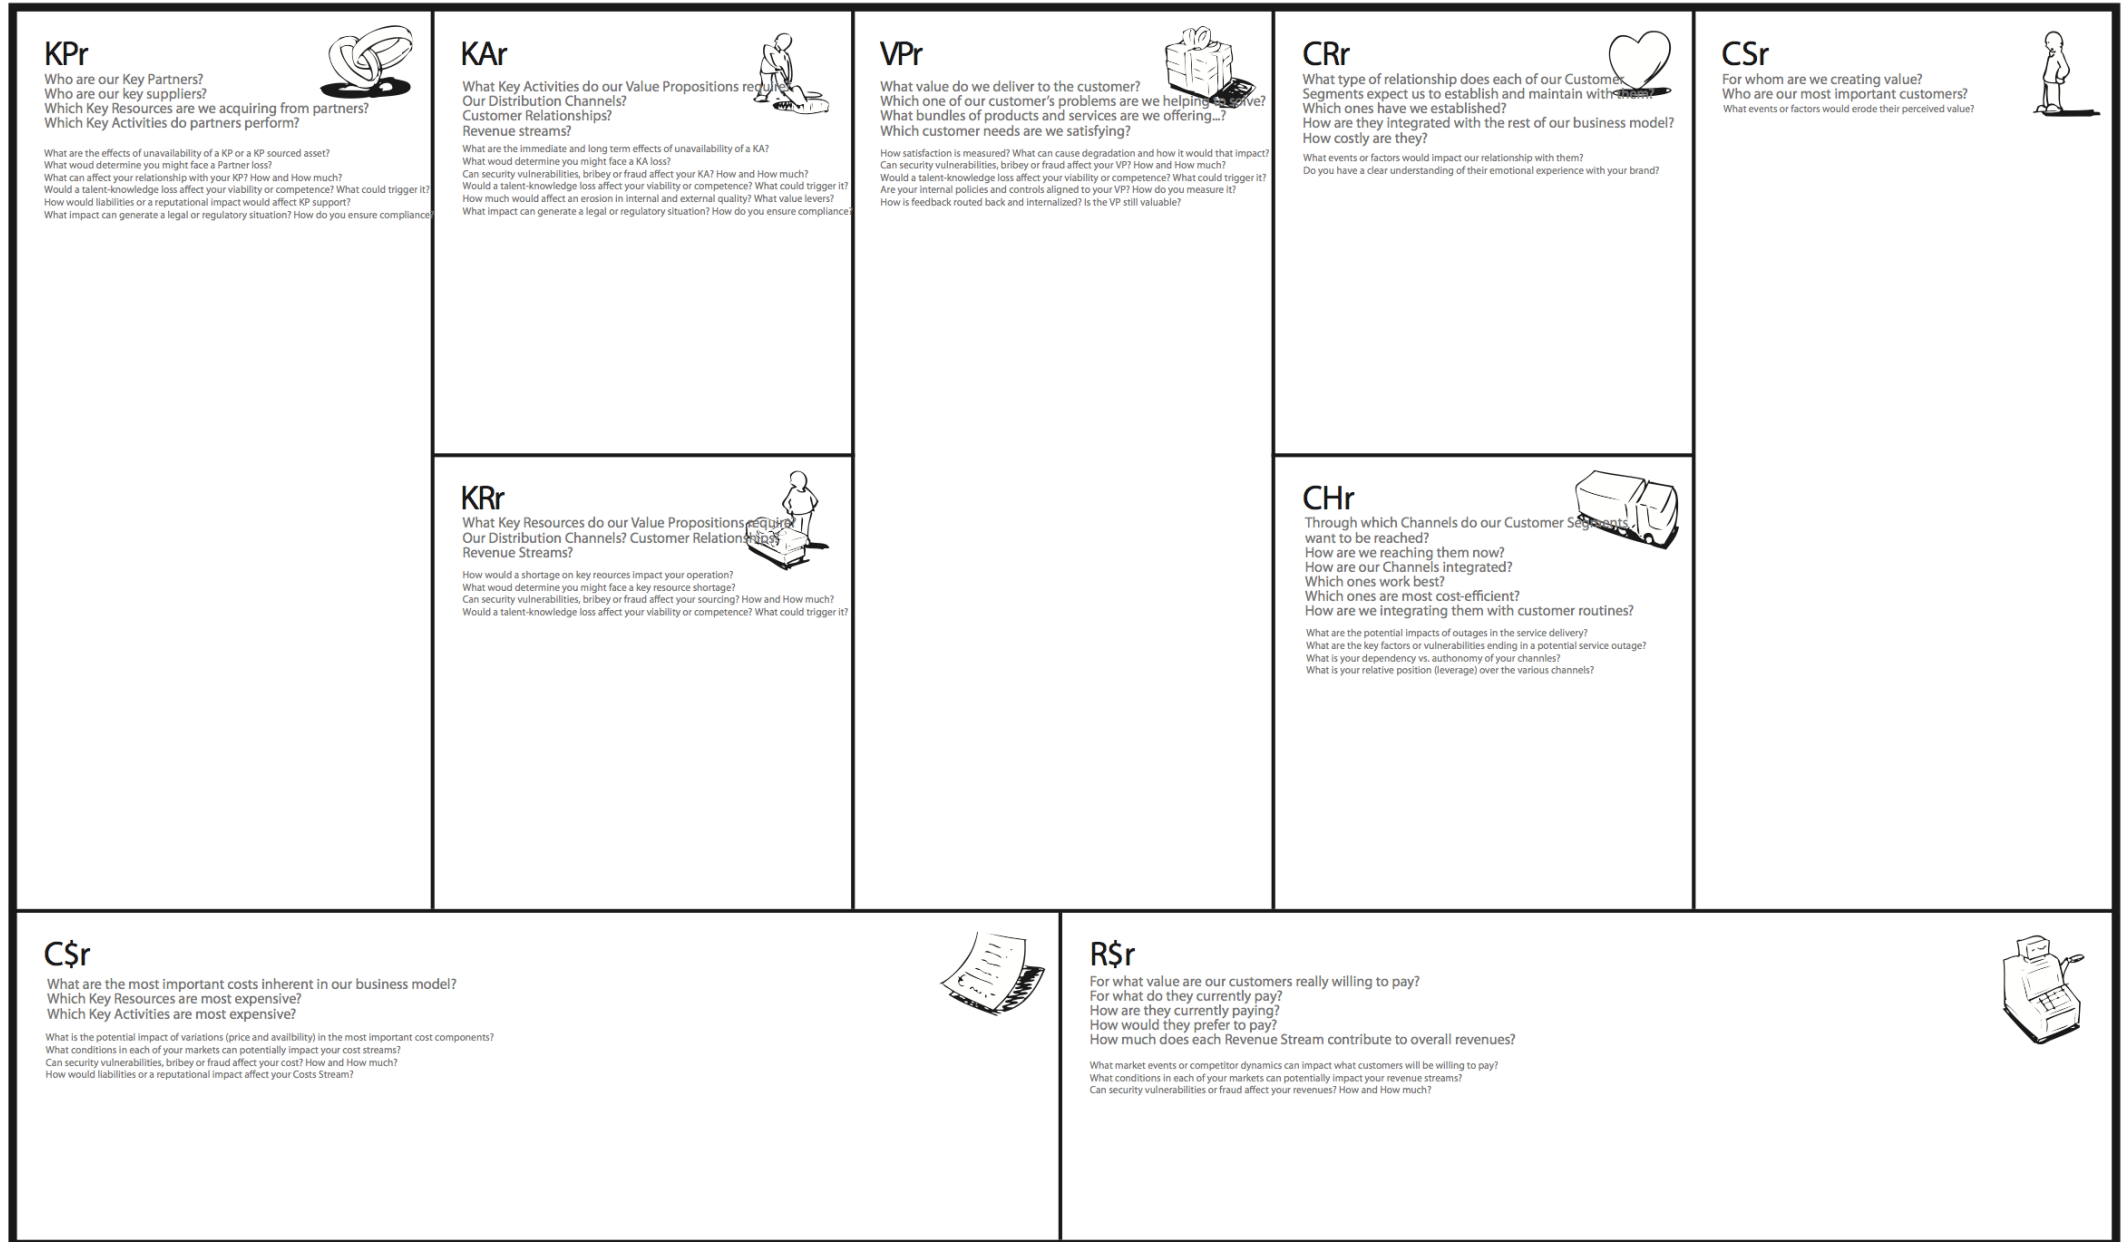 KPr
Who are our Key Partners?
Who are our key suppliers?
Which Key Resources are we acquiring from partners?
Which Key Activities do partners perform?
What are the effects of unavailability of a KP or a KP sourced asset?
What woud determine you might face a Partner loss?
What can affect your relationship with your KP? How and How much?
Would a talent-knowledge loss affect your viability or competence? What could trigger it?
How would liabilities or a reputational impact would affect KP support?
What impact can generate a legal or regulatory situation? How do you ensure compliance?
KAr
What Key Activities do our Value Propositions require?
Our Distribution Channels?
Customer Relationships?
Revenue streams?
What are the immediate and long term effects of unavailability of a KA?
What woud determine you might face a KA loss?
Can security vulnerabilities, bribey or fraud affect your KA? How and How much?
Would a talent-knowledge loss affect your viability or competence? What could trigger it?
How much would affect an erosion in internal and external quality? What value levers?
What impact can generate a legal or regulatory situation? How do you ensure compliance?
KRr
What Key Resources do our Value Propositions require?
Our Distribution Channels? Customer Relationships?
Revenue Streams?
How would a shortage on key reources impact your operation?
What woud determine you might face a key resource shortage?
Can security vulnerabilities, bribey or fraud affect your sourcing? How and How much?
Would a talent-knowledge loss affect your viability or competence? What could trigger it?
VPr
What value do we deliver to the customer?
Which one of our customer's problems are we helping to solve?
What bundles of products and services are we offering...?
Which customer needs are we satisfying?
How satisfaction is measured? What can cause degradation and how it would that impact?
Can security vulnerabilities, bribey or fraud affect your VP? How and How much?
Would a talent-knowledge loss affect your viability or competence? What could trigger it?
Are your internal policies and controls aligned to your VP? How do you measure it?
How is feedback routed back and internalized? Is the VP still valuable?
CRr
What type of relationship does each of our Customer
Segments expect us to establish and maintain with them?
Which ones have we established?
How are they integrated with the rest of our business model?
How costly are they?
What events or factors would impact our relationship with them?
Do you have a clear understanding of their emotional experience with your brand?
CHr
Through which Channels do our Customer Segments
want to be reached?
How are we reaching them now?
How are our Channels integrated?
Which ones work best?
Which ones are most cost-efficient?
How are we integrating them with customer routines?
What are the potential impacts of outages in the service delivery?
What are the key factors or vulnerabilities ending in a potential service outage?
What is your dependency vs. authonomy of your channles?
What is your relative position (leverage) over the various channels?
CSr
For whom are we creating value?
Who are our most important customers?
What events or factors would erode their perceived value?
C$r
What are the most important costs inherent in our business model?
Which Key Resources are most expensive?
Which Key Activities are most expensive?
What is the potential impact of variations (price and availbility) in the most important cost components?
What conditions in each of your markets can potentially impact your cost streams?
Can security vulnerabilities, bribey or fraud affect your cost? How and How much?
How would liabilities or a reputational impact affect your Costs Stream?
R$r
For what value are our customers really willing to pay?
For what do they currently pay?
How are they currently paying?
How would they prefer to pay?
How much does each Revenue Stream contribute to overall revenues?
What market events or competitor dynamics can impact what customers will be willing to pay?
What conditions in each of your markets can potentially impact your revenue streams?
Can security vulnerabilities or fraud affect your revenues? How and How much?